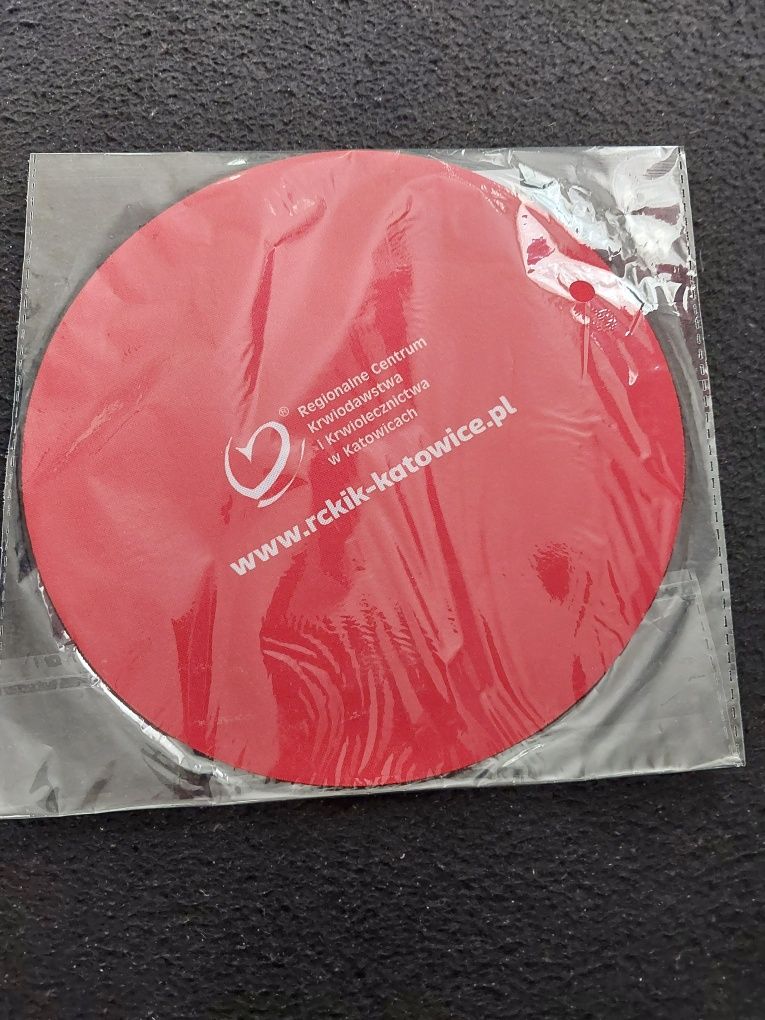 ®
Regionalne Centrum
Krwiodawstwa
i Krwiolecznictwa
w Katowicach
www.rckik-katowice.pl